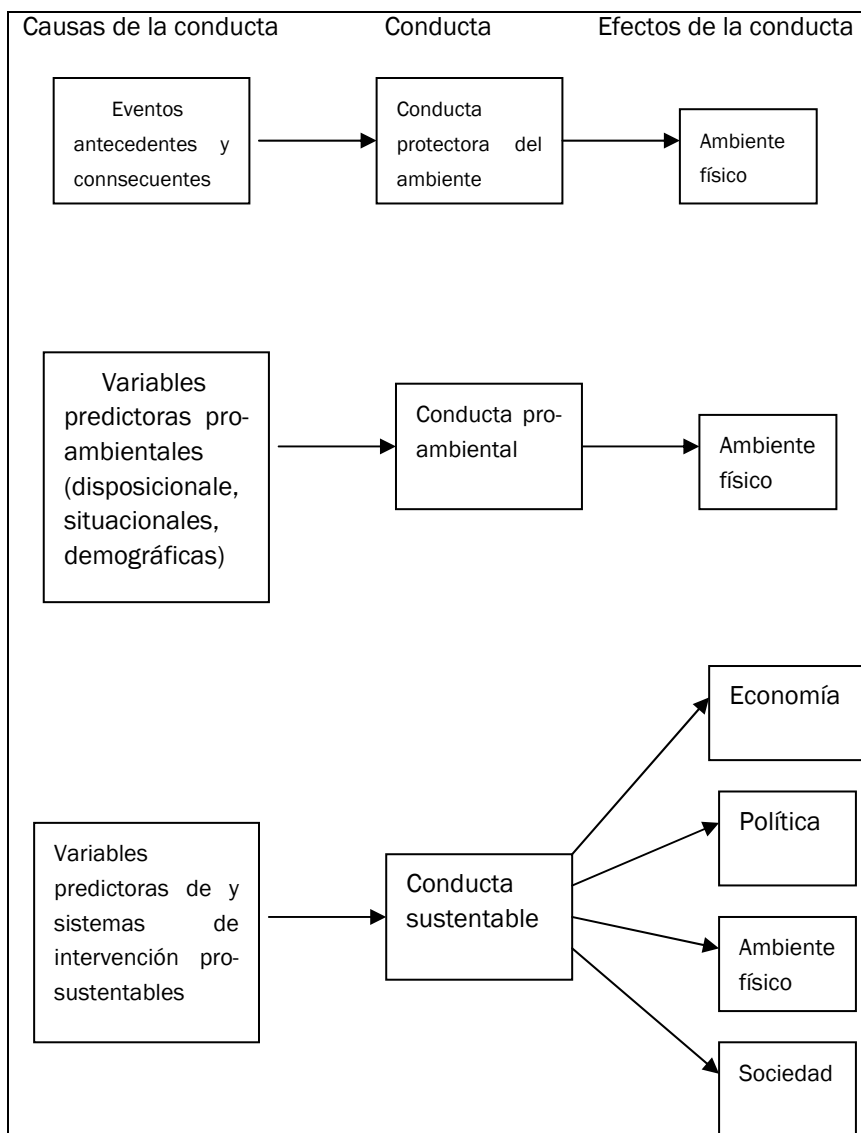 Causas de la conducta
Conducta
Efectos de la conducta
Eventos
antecedentes y
connsecuentes
Conducta
protectora del
ambiente
Ambiente
físico
Variables
predictoras pro-
ambientales
(disposicionale,
situacionales,
demográficas)
Conducta pro-
ambiental
Ambiente
físico
Variables
predictoras de y
sistemas de
intervención pro-
sustentables
Conducta
sustentable
Economía
Política
Ambiente
físico
Sociedad